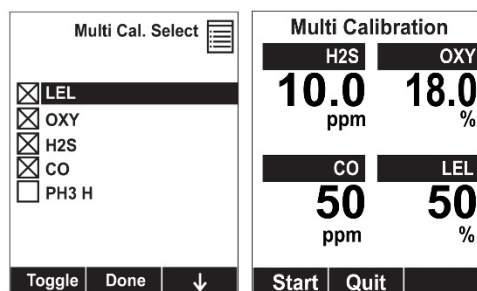 Multi Cal. Select
LEL
OXY
H2S
CO
PH3 H
Toggle Done ↓
Multi Calibration
H2S OXY
10.0 18.0
ppm %
CO LEL
50 50
ppm %
Start Quit